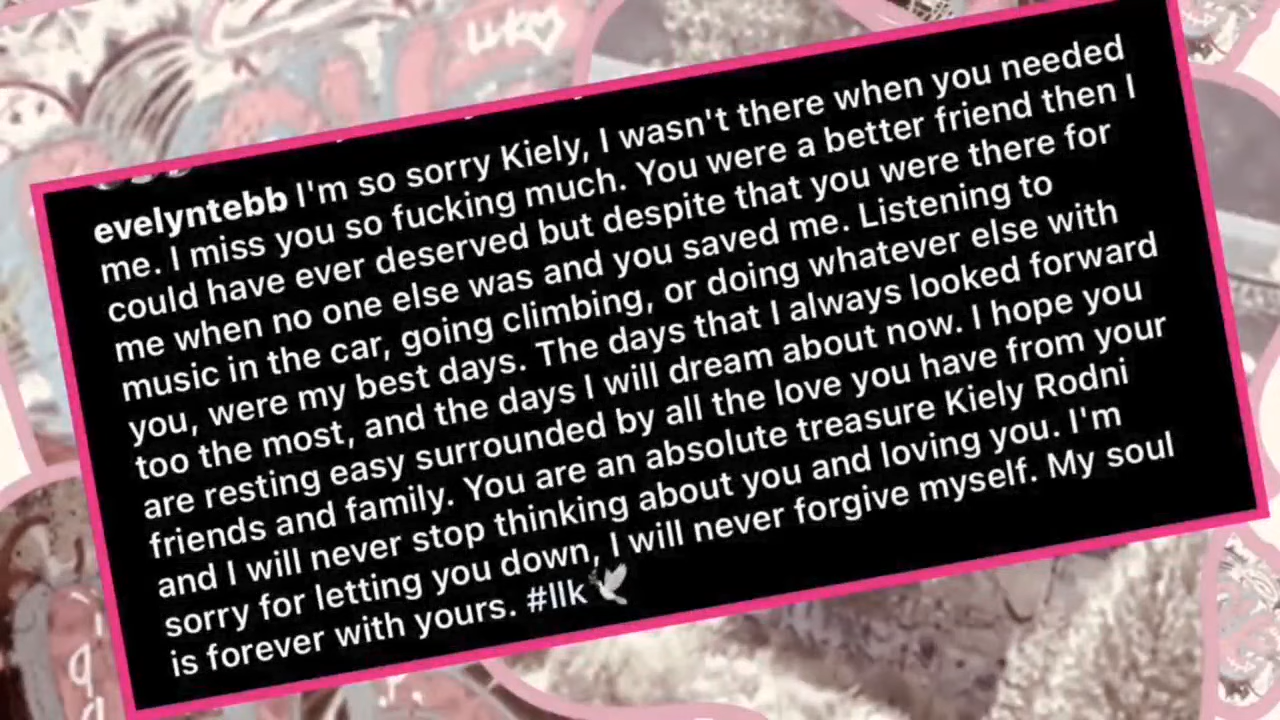 evelyntebb I'm so sorry Kiely, I wasn't there when you needed
me. I miss you so fucking much. You were a better friend then I
could have ever deserved but despite that you were there for
me when no one else was and you saved me. Listening to
music in the car, going climbing, or doing whatever else with
you, were my best days. The days that I always looked forward
too the most, and the days I will dream about now. I hope you
are resting easy surrounded by all the love you have from your
friends and family. You are an absolute treasure Kiely Rodni
and I will never stop thinking about you and loving you. I'm
sorry for letting you down, I will never forgive myself. My soul
is forever with yours. #llk🕊